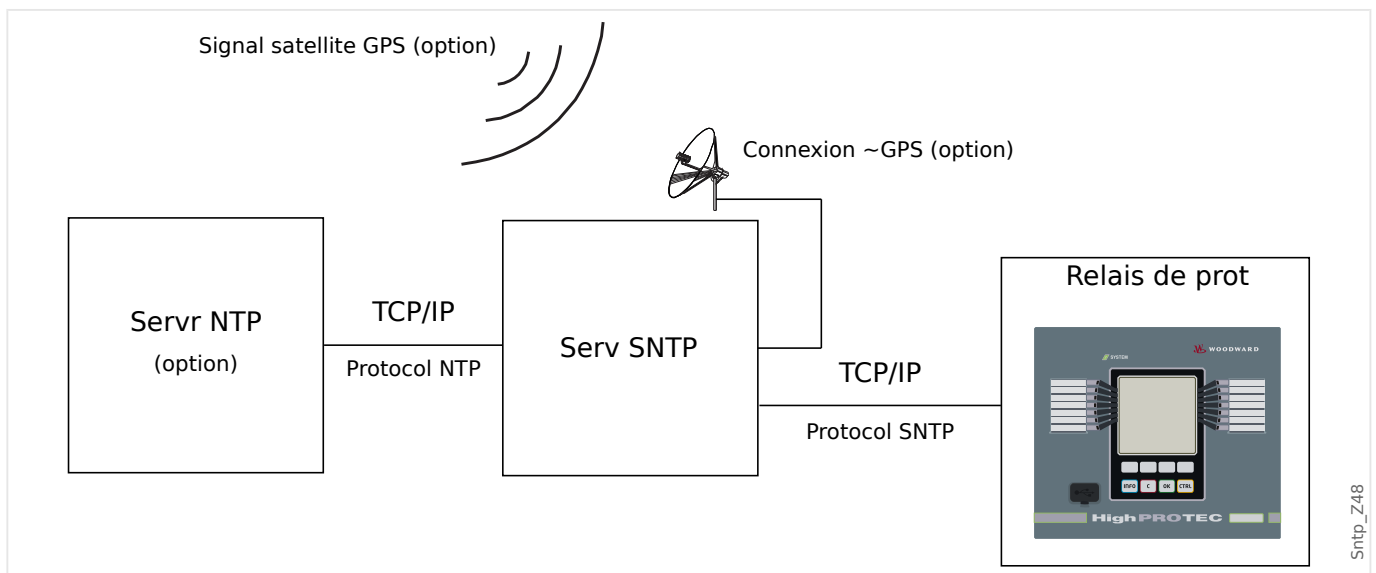 Signal satellite GPS (option)
Connexion ~GPS (option)
Servr NTP
(option)
TCP/IP
Protocol NTP
Serv SNTP
TCP/IP
Protocol SNTP
Relais de prot
WOODWARD
SYSTEM
INFO
C
OK
CTRL
HighPROTEC
Sntp_Z48